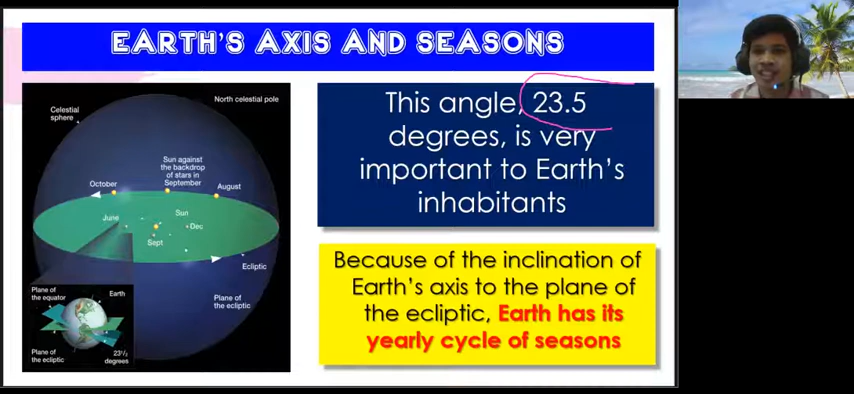 EARTH'S AXIS AND SEASONS
North celestial pole
Celestial
sphere
Sun against
the backdrop
of stars in
September
October
August
June
Sun
Dec
Sept
Ecliptic
Plane of
the equator
Earth
Plane of
the ecliptic
Plane of
the ecliptic
23½
degrees
This angle, 23.5
degrees, is very
important to Earth's
inhabitants
Because of the inclination of
Earth's axis to the plane of
the ecliptic, Earth has its
yearly cycle of seasons